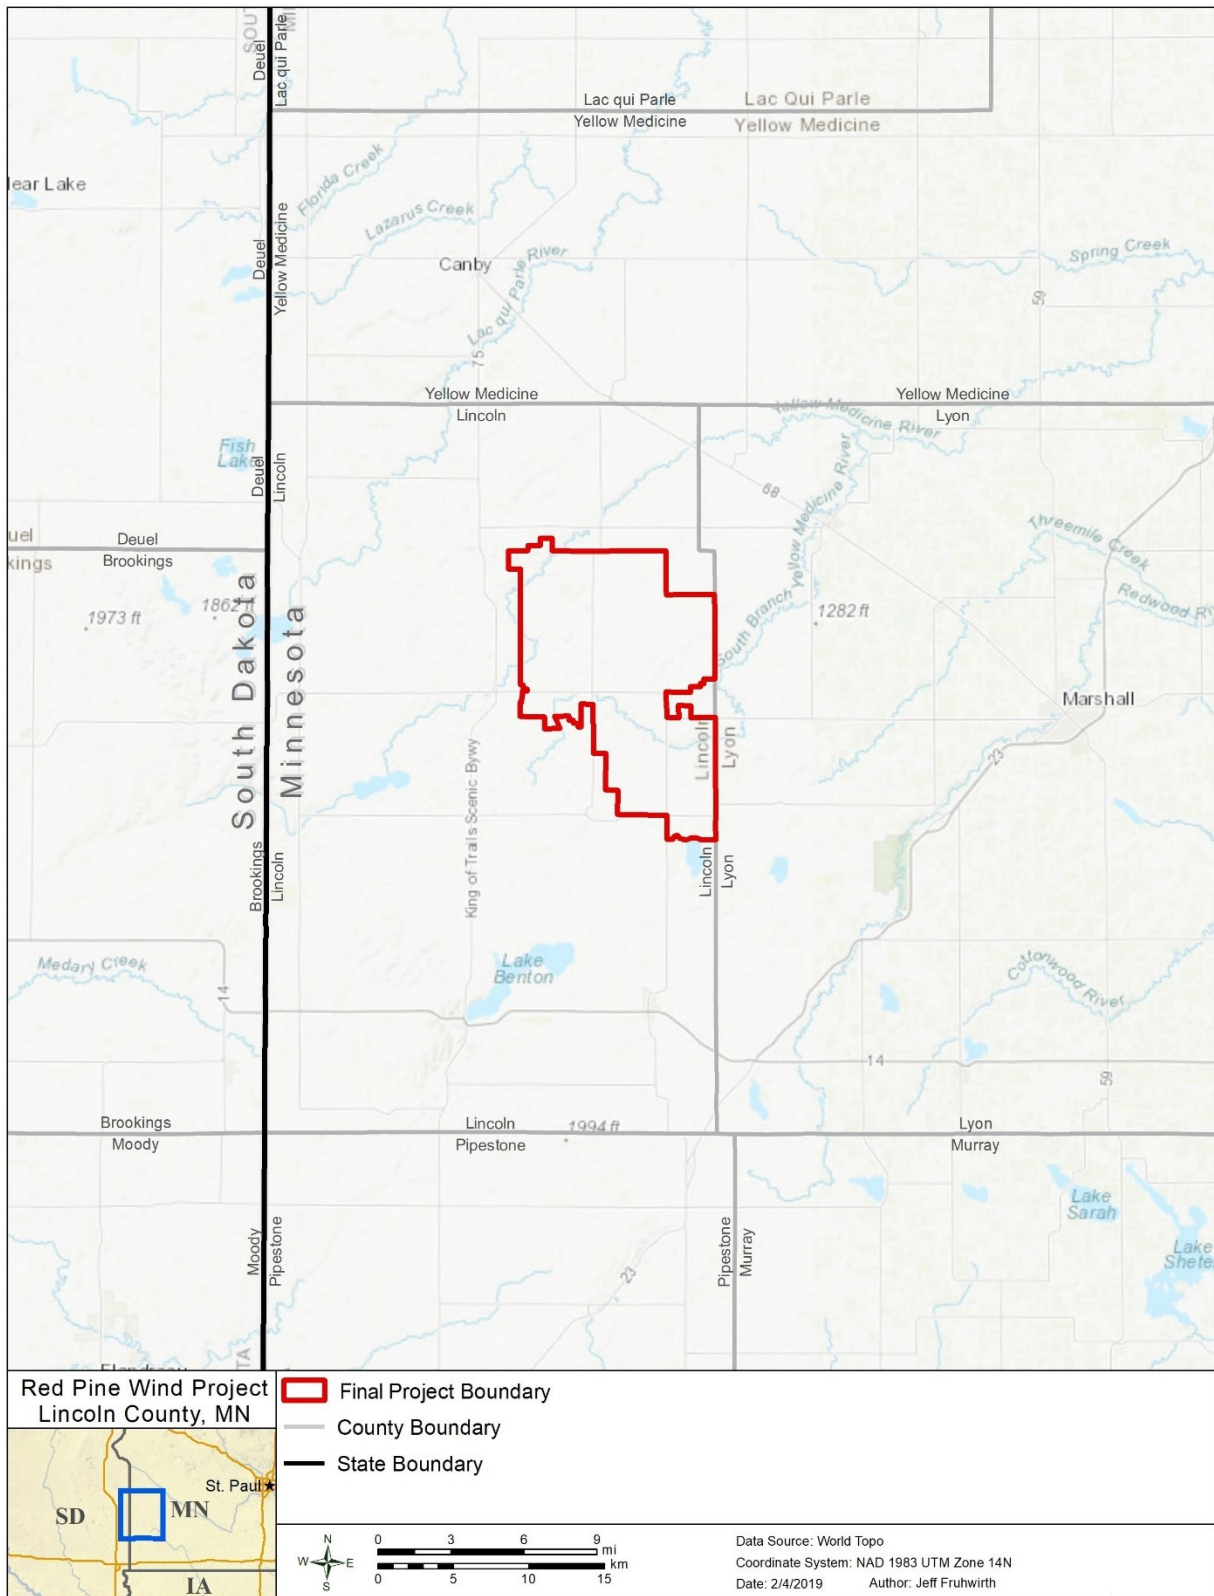 SOU
MI
Deuel
Lac qui Parle
Lac qui Parle
Yellow Medicine
Lac Qui Parle
Yellow Medicine
lear Lake
Florida Creek
Lazarus Creek
Deuel
Yellow Medicine
Canby
Lac qui Parle River
Spring Creek
59
75
Yellow Medicine
Lincoln
Yellow Medicine
Lyon
Yellow Medicine River
Fish
Lake
Deuel
Lincoln
68
South Branch Yellow Medicine River
Threemile Creek
uel
kings
Deuel
Brookings
Redwood Ri
1973 ft
1862 ft
1282 ft
South Dakota
Minnesota
Marshall
Lincoln
Lyon
23
King of Trails Scenic Bywy
Brookings
Lincoln
Lincoln
Lyon
Lake
Benton
Medary Creek
14
Cottonwood River
14
59
Brookings
Moody
Lincoln
Pipestone
1994 ft
Lyon
Murray
Lake
Sarah
Moody
Pipestone
Pipestone
Murray
Lake
Shete
23
TA
Red Pine Wind Project
Lincoln County, MN
Final Project Boundary
County Boundary
State Boundary
St. Paul
SD
MN
IA
N
W
E
S
0 3 6 9
mi
km
0 5 10 15
Data Source: World Topo
Coordinate System: NAD 1983 UTM Zone 14N
Date: 2/4/2019 Author: Jeff Fruhwirth